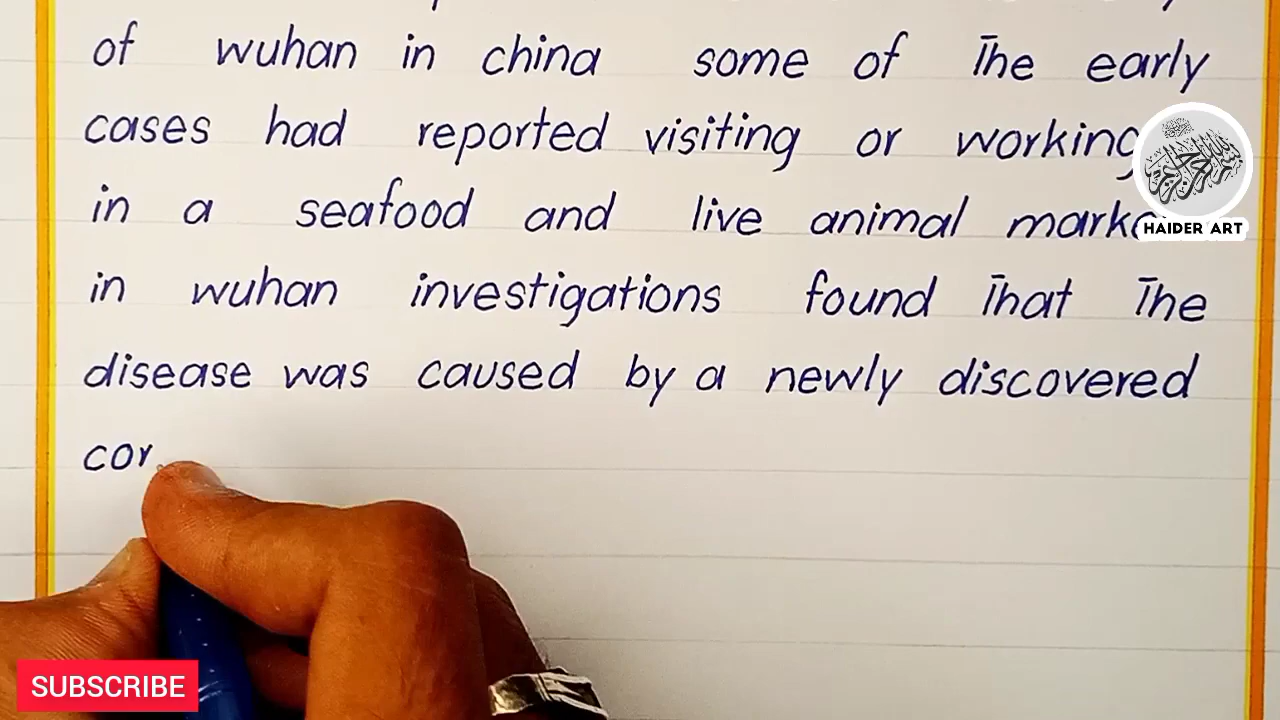 of wuhan in china some of The early
cases had reported visiting or working
in a seafood and live animal
in wuhan investigations found That The
disease was caused by a newly discovered
cor
HAIDER ART
SUBSCRIBE